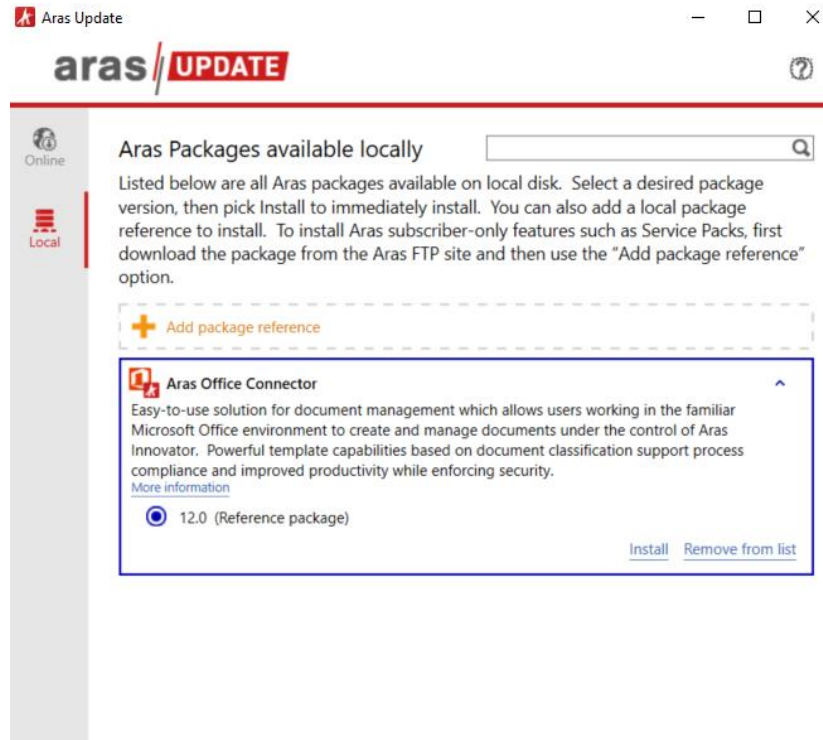 Aras Update
aras UPDATE
Online
Local
Aras Packages available locally
Listed below are all Aras packages available on local disk. Select a desired package
version, then pick Install to immediately install. You can also add a local package
reference to install. To install Aras subscriber-only features such as Service Packs, first
download the package from the Aras FTP site and then use the “Add package reference”
option.
Add package reference
Aras Office Connector
Easy-to-use solution for document management which allows users working in the familiar
Microsoft Office environment to create and manage documents under the control of Aras
Innovator. Powerful template capabilities based on document classification support process
compliance and improved productivity while enforcing security.
More information
12.0 (Reference package)
Install Remove from list